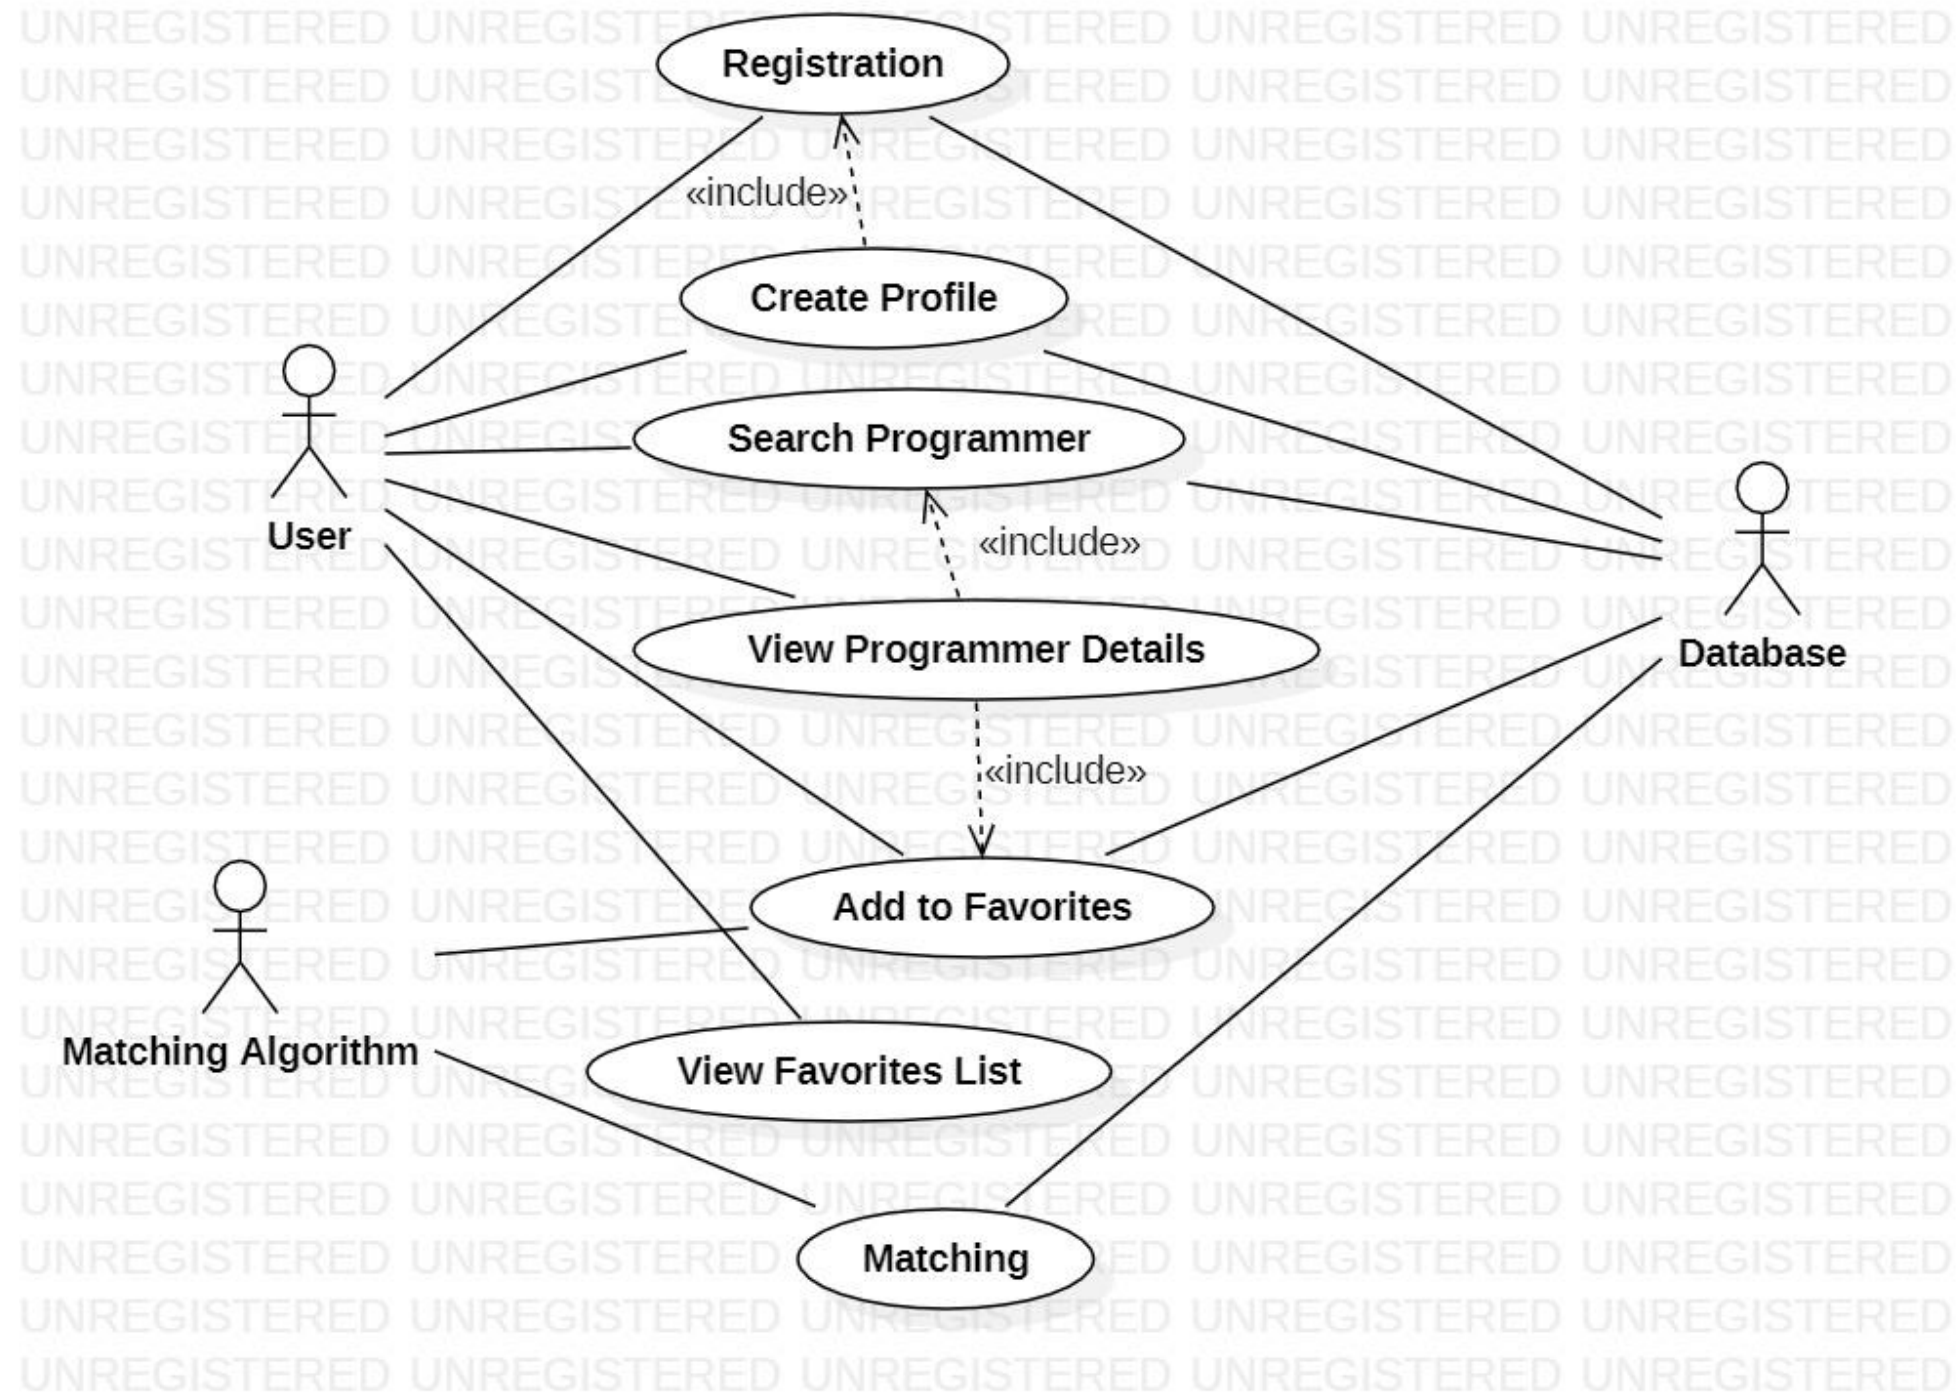 Registration
«include»
Create Profile
Search Programmer
User
«include»
View Programmer Details
Database
«include»
Add to Favorites
Matching Algorithm
View Favorites List
Matching
UNREGISTERED